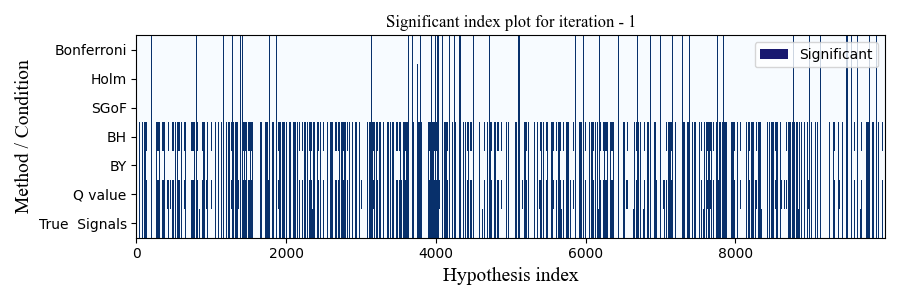 Significant index plot for iteration - 1
Method / Condition
Bonferroni
Holm
SGoF
BH
BY
Q value
True  Signals
Significant
0
2000
4000
6000
8000
Hypothesis index